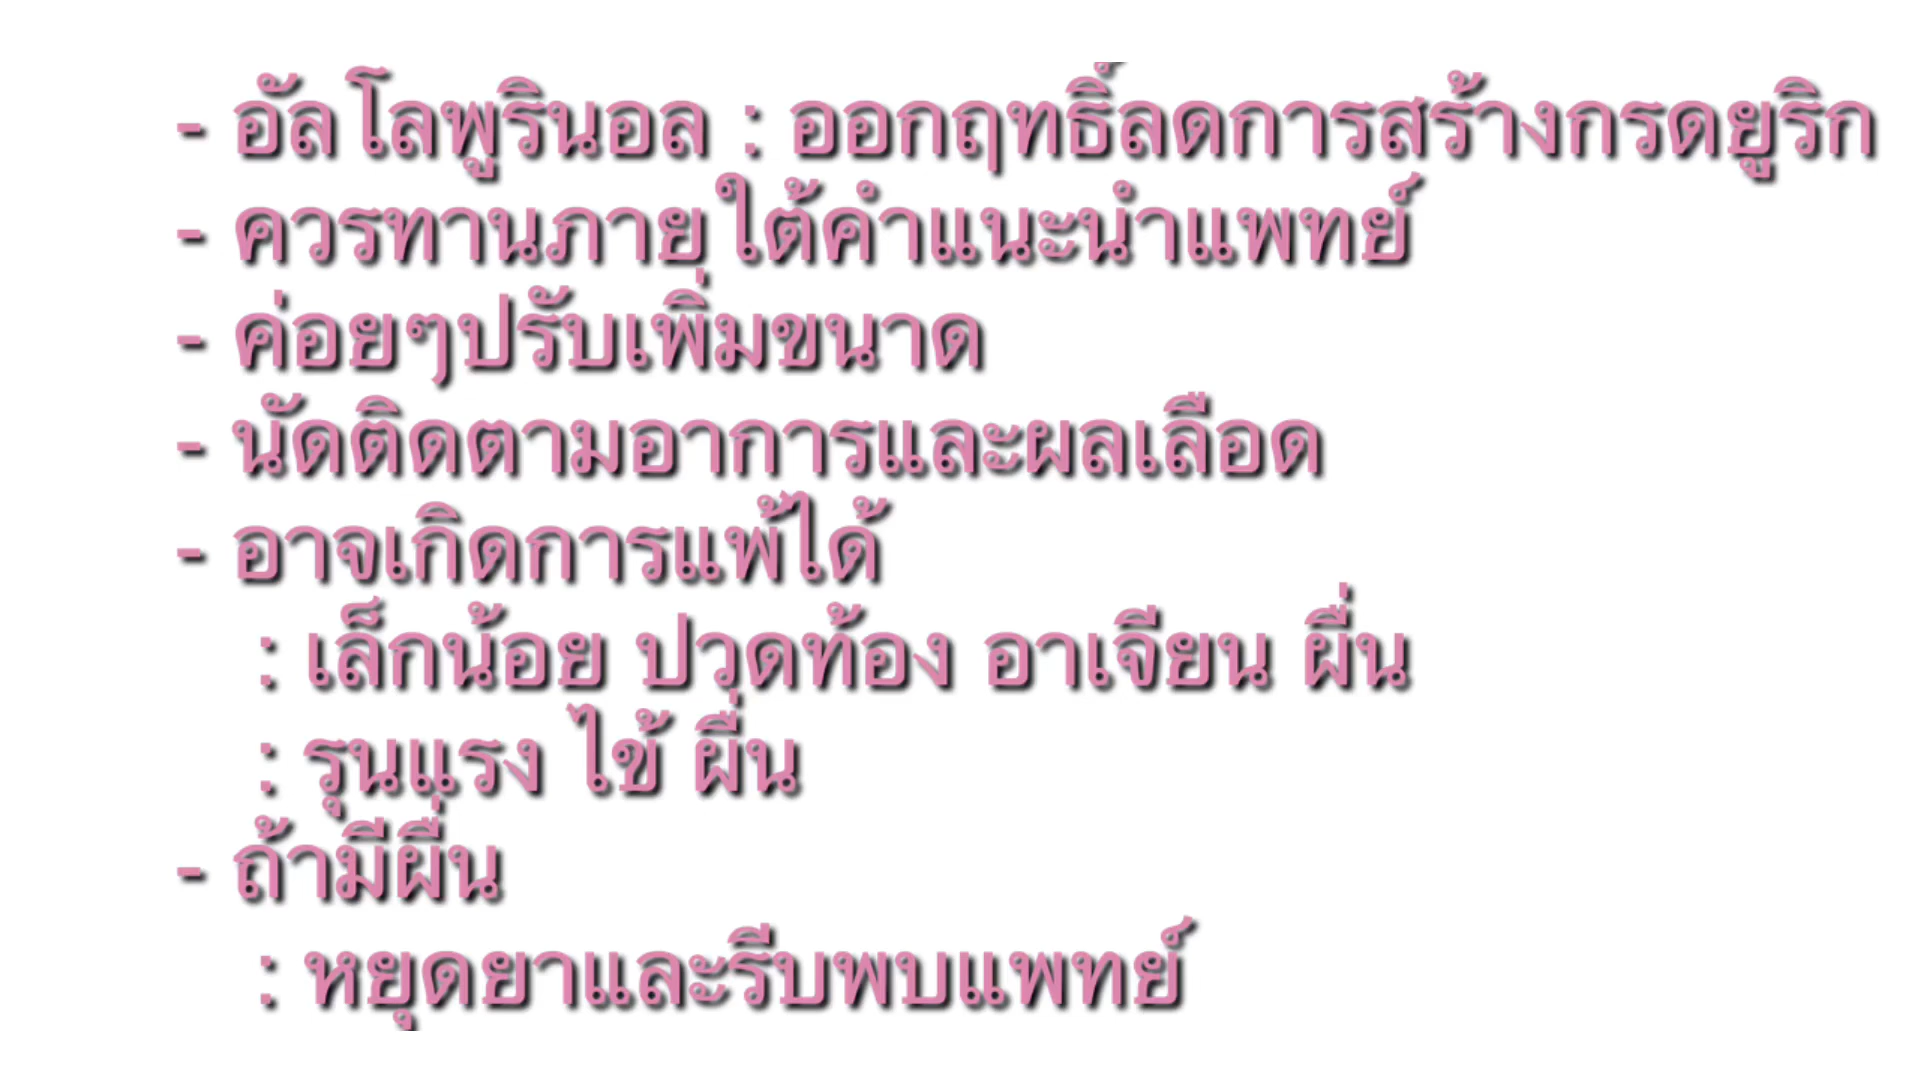 - อัลโลพูรินอล : ออกฤทธิ์ลดการสร้างกรดยูริก
- ควรทานภายใต้คำแนะนำแพทย์
- ค่อยๆปรับเพิ่มขนาด
- นัดติดตามอาการและผลเลือด
- อาจเกิดการแพ้ได้
: เล็กน้อย ปวดท้อง อาเจียน ผื่น
: รุนแรง ไข้ ผื่น
- ถ้ามีผื่น
: หยุดยาและรีบพบแพทย์